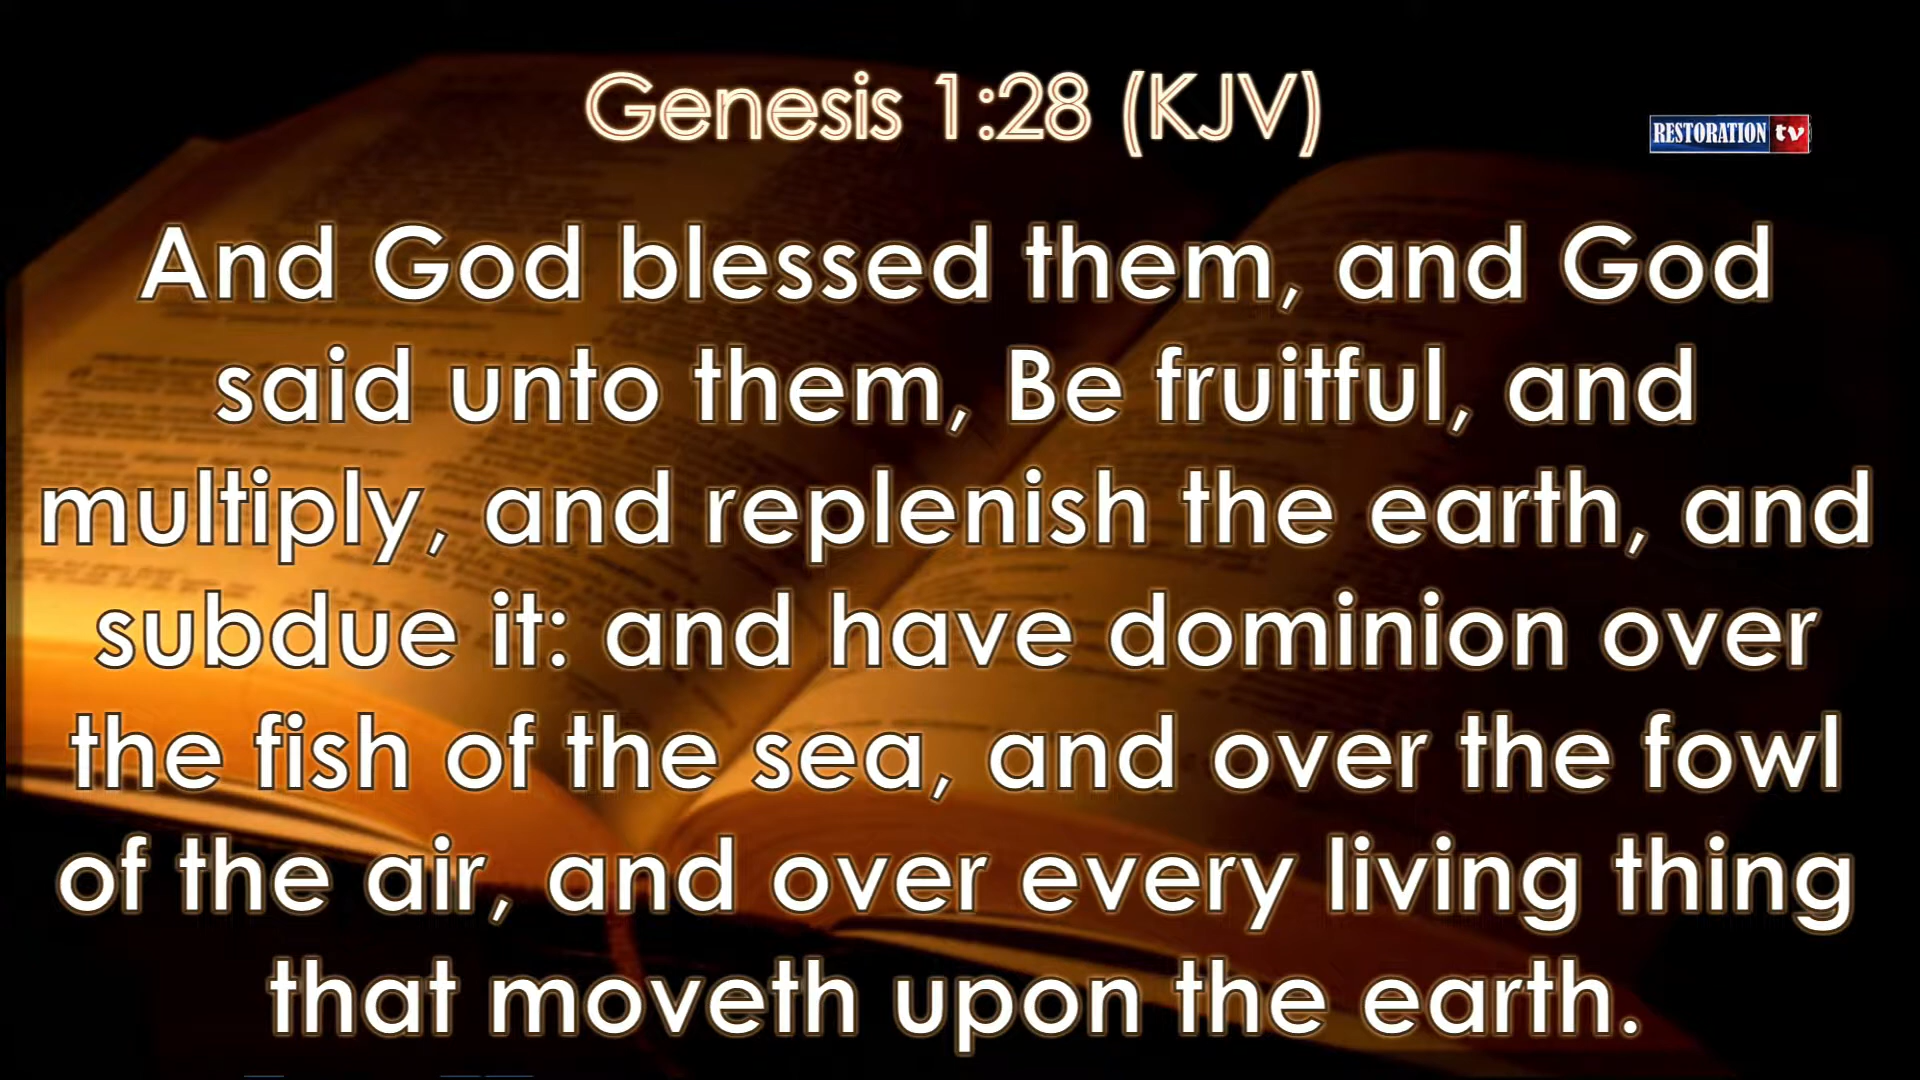 Genesis 1:28 (KJV)
RESTORATION tv
And God blessed them, and God
said unto them, Be fruitful, and
multiply, and replenish the earth, and
subdue it: and have dominion over
the fish of the sea, and over the fowl
of the air, and over every living thing
that moveth upon the earth.